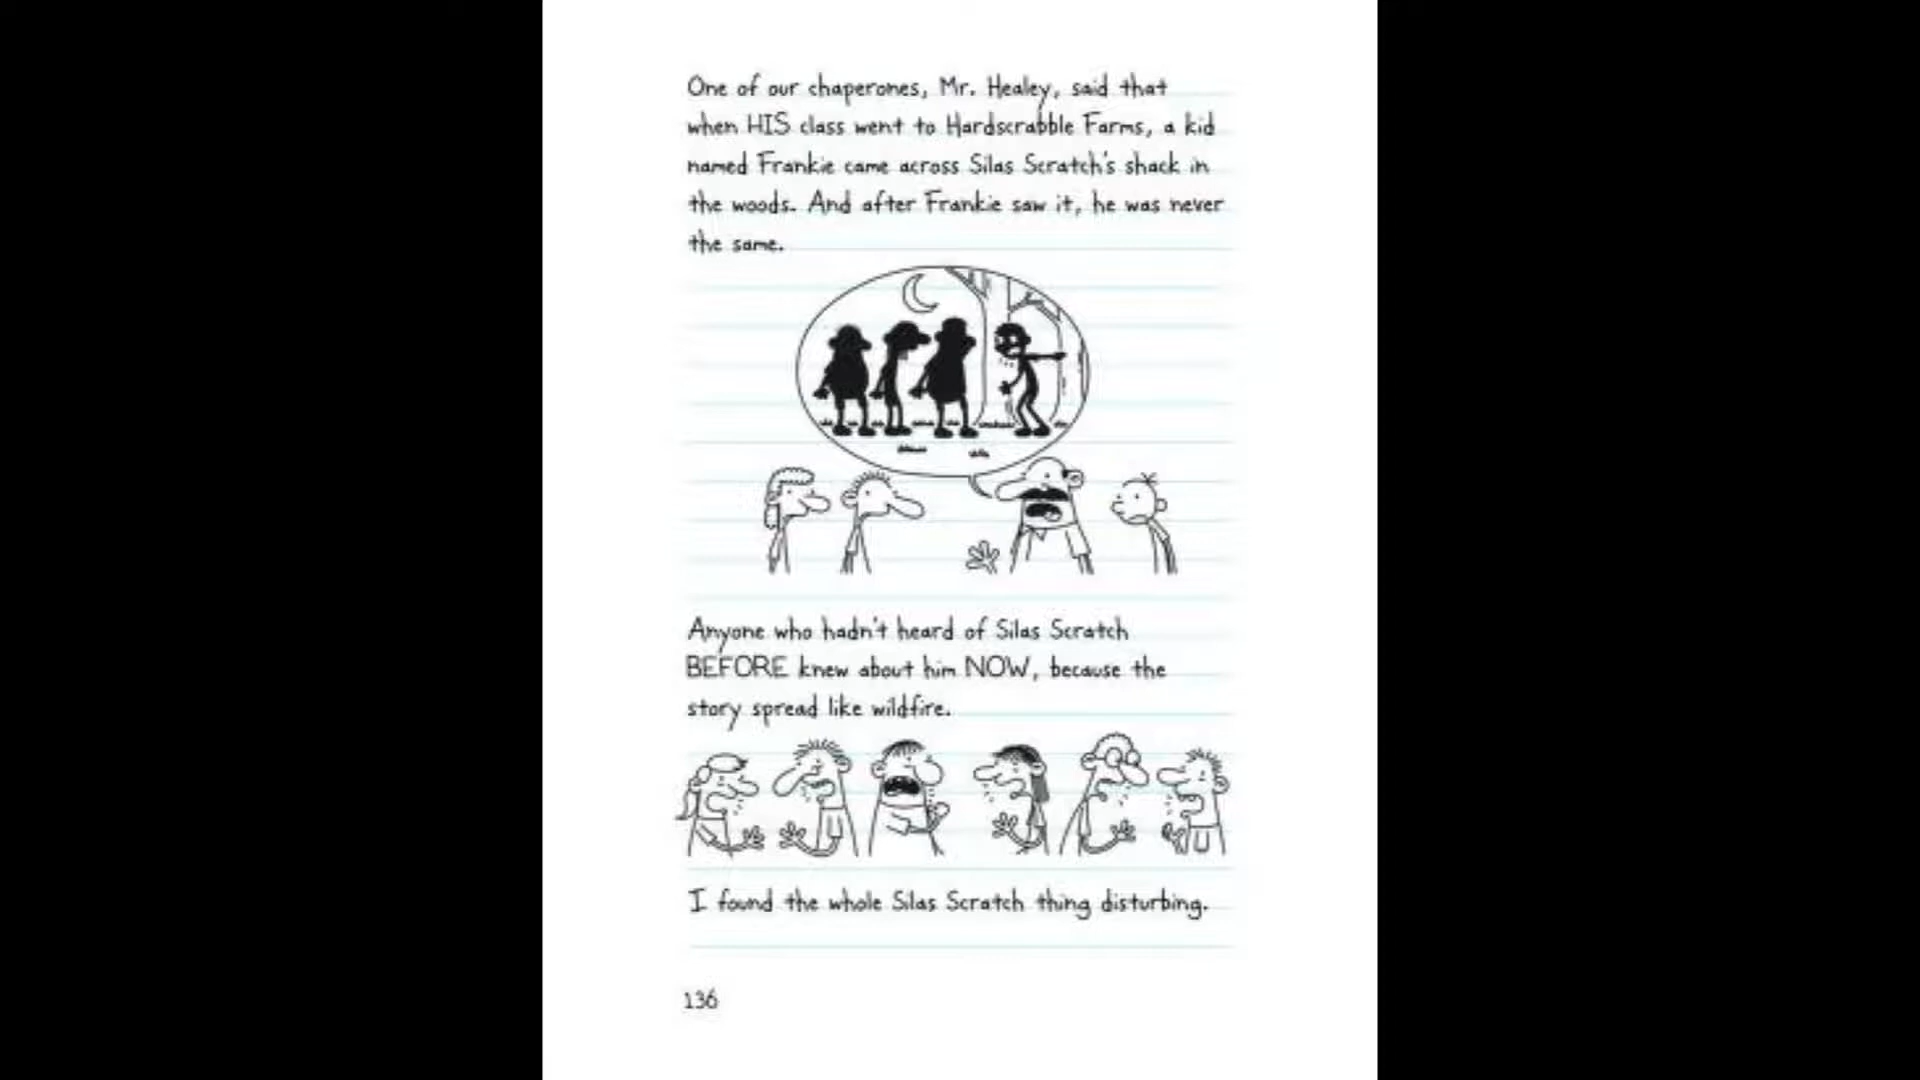 One of our chaperones, Mr. Healey, said that
when HIS class went to Hardscrabble Farms, a kid
named Frankie came across Silas Scratch's shack in
the woods. And after Frankie saw it, he was never
the same.
Anyone who hadn't heard of Silas Scratch
BEFORE knew about him NOW, because the
story spread like wildfire.
I found the whole Silas Scratch thing disturbing.
136